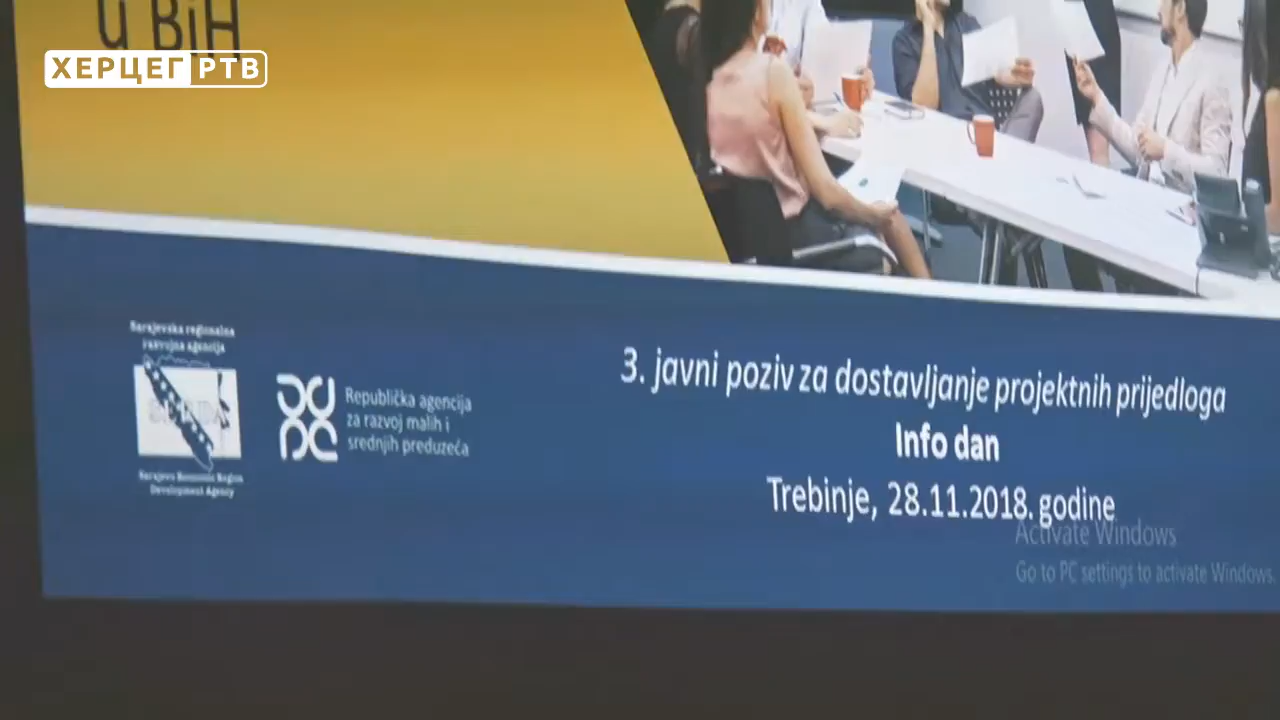 u BiH
ХЕРЦЕГ РТВ
Sarajevska regionalna
razvojna agencija
Sarajevo Economic Region
Development Agency
Republička agencija
za razvoj malih i
srednjih preduzeća
3. javni poziv za dostavljanje projektnih prijedloga
Info dan
Trebinje, 28.11.2018. godine
Activate Windows
Go to PC settings to activate Windows.